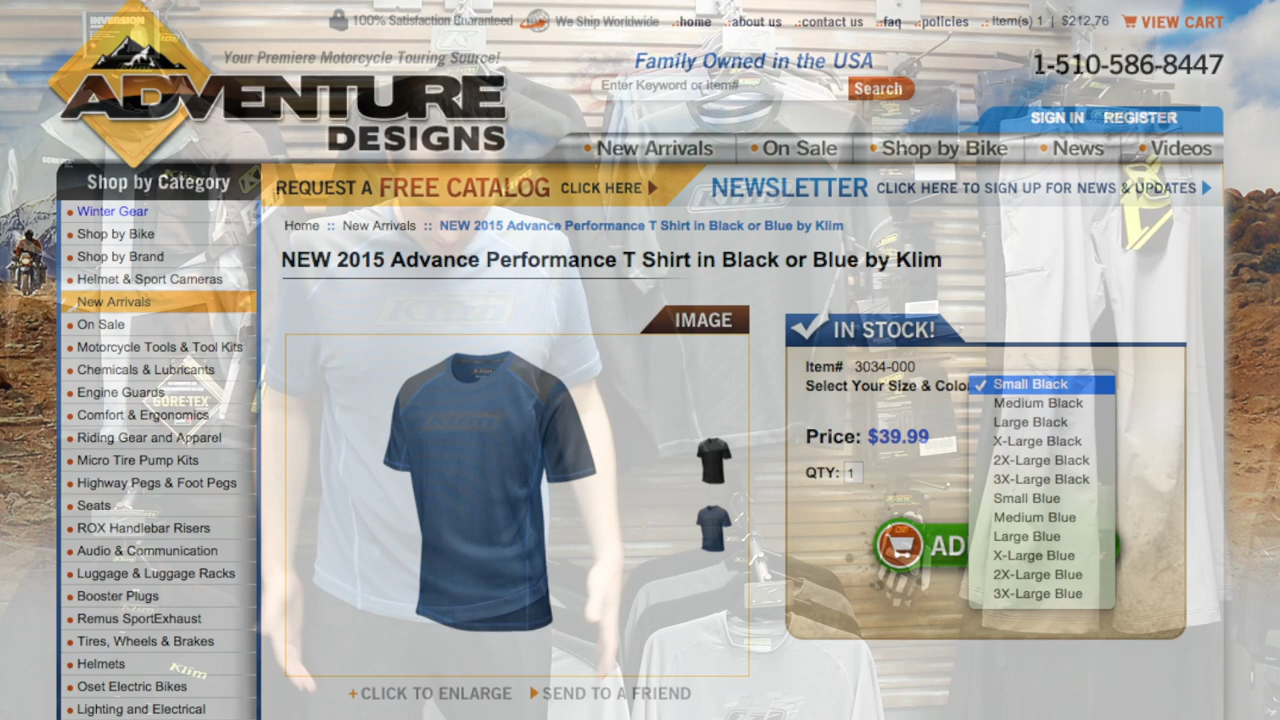 INVERSION
100% Satisfaction Guaranteed
We Ship Worldwide
.:home .:about us .:contact us .:faq .:policies .: Item(s) 1 | $212.76 VIEW CART
Your Premiere Motorcycle Touring Source!
Family Owned in the USA
1-510-586-8447
ADVENTURE
DESIGNS
Enter Keyword or Item# Search
SIGN IN REGISTER
New Arrivals On Sale Shop by Bike News Videos
Shop by Category
REQUEST A FREE CATALOG CLICK HERE
NEWSLETTER CLICK HERE TO SIGN UP FOR NEWS & UPDATES
Winter Gear
Shop by Bike
Shop by Brand
Helmet & Sport Cameras
New Arrivals
On Sale
Motorcycle Tools & Tool Kits
Chemicals & Lubricants
Engine Guards
GORE-TEX
Comfort & Ergonomics
Riding Gear and Apparel
Micro Tire Pump Kits
Highway Pegs & Foot Pegs
Seats
ROX Handlebar Risers
Audio & Communication
Luggage & Luggage Racks
Booster Plugs
Remus SportExhaust
Tires, Wheels & Brakes
Helmets
Klim
Oset Electric Bikes
Lighting and Electrical
Home :: New Arrivals :: NEW 2015 Advance Performance T Shirt in Black or Blue by Klim
NEW 2015 Advance Performance T Shirt in Black or Blue by Klim
IMAGE
Klim
Klim
+ CLICK TO ENLARGE SEND TO A FRIEND
IN STOCK!
Item# 3034-000
Select Your Size & Color
Price: $39.99
QTY: 1
AD
✓ Small Black
Medium Black
Large Black
X-Large Black
2X-Large Black
3X-Large Black
Small Blue
Medium Blue
Large Blue
X-Large Blue
2X-Large Blue
3X-Large Blue